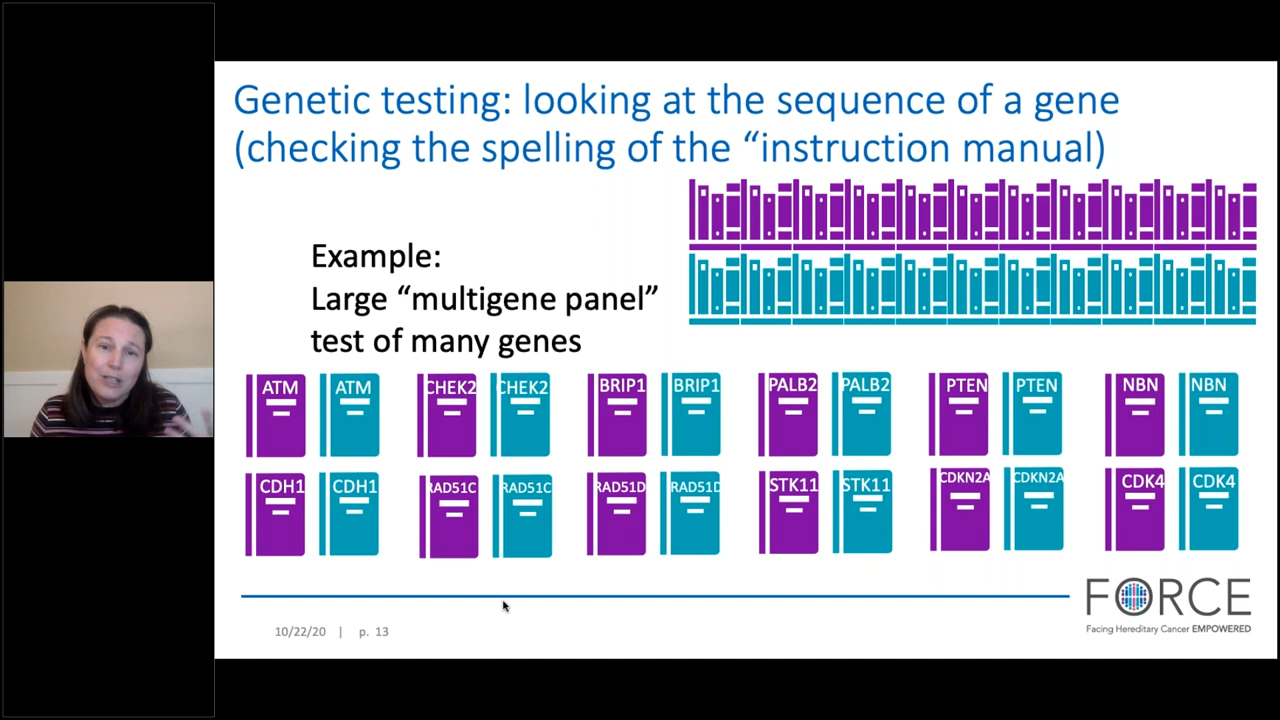 Genetic testing: looking at the sequence of a gene
(checking the spelling of the “instruction manual)
Example:
Large “multigene panel”
test of many genes
ATM ATM CHEK2 CHEK2 BRIP1 BRIP1 PALB2 PALB2 PTEN PTEN NBN NBN
CDH1 CDH1 RAD51C RAD51C RAD51D RAD51D STK11 STK11 CDKN2A CDKN2A CDK4 CDK4
FORCE
Facing Hereditary Cancer EMPOWERED
10/22/20 | p. 13